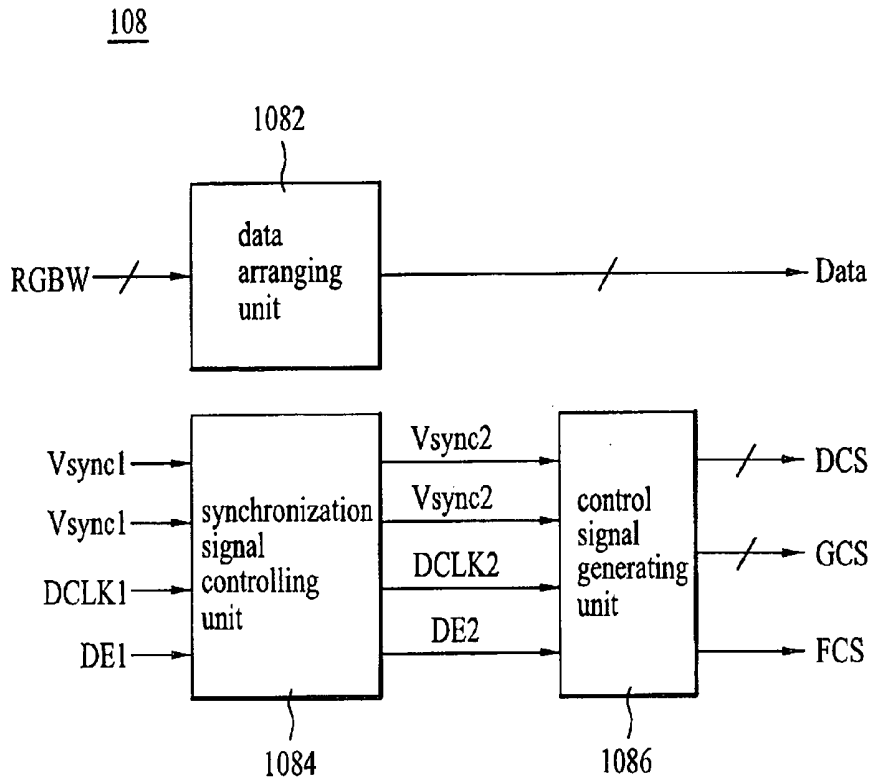 108
1082
data
arranging
unit
RGBW
Data
Vsync1
Vsync1
DCLK1
DE1
synchronization
signal
controlling
unit
Vsync2
Vsync2
DCLK2
DE2
control
signal
generating
unit
DCS
GCS
FCS
1084
1086